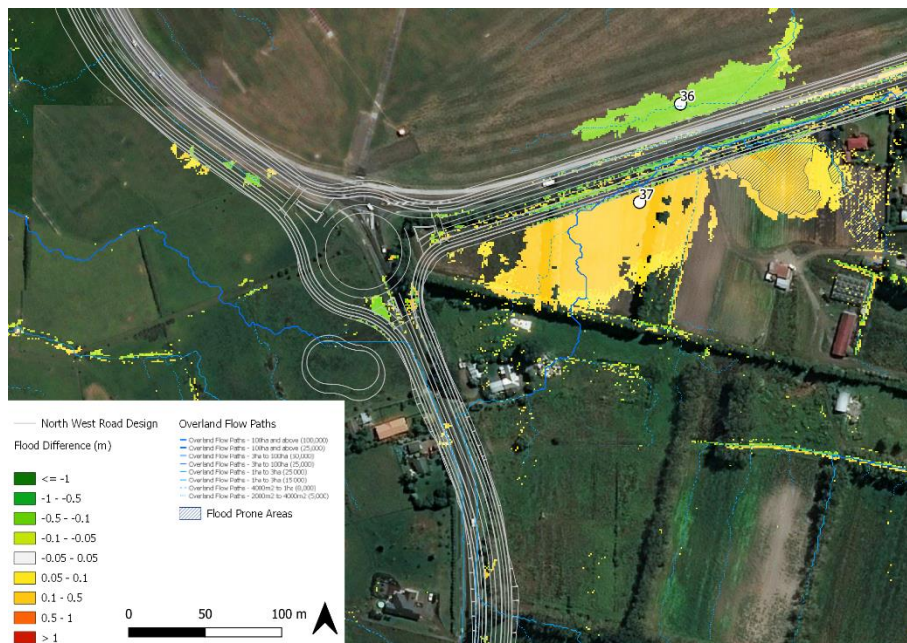 36
37
North West Road Design
Flood Difference (m)
<= -1
-1 - -0.5
-0.5 - -0.1
-0.1 - -0.05
-0.05 - 0.05
0.05 - 0.1
0.1 - 0.5
0.5 - 1
> 1
Overland Flow Paths
Overland Flow Paths - 100ha and above (100,000)
Overland Flow Paths - 100ha and above (25,000)
Overland Flow Paths - 3ha to 100ha (50,000)
Overland Flow Paths - 3ha to 100ha (25,000)
Overland Flow Paths - 1ha to 3ha (25 000)
Overland Flow Paths - 1ha to 3ha (15 000)
Overland Flow Paths - 4000m2 to 1ha (8,000)
Overland Flow Paths - 2000m2 to 4000m2 (5,000)
Flood Prone Areas
0 50 100 m